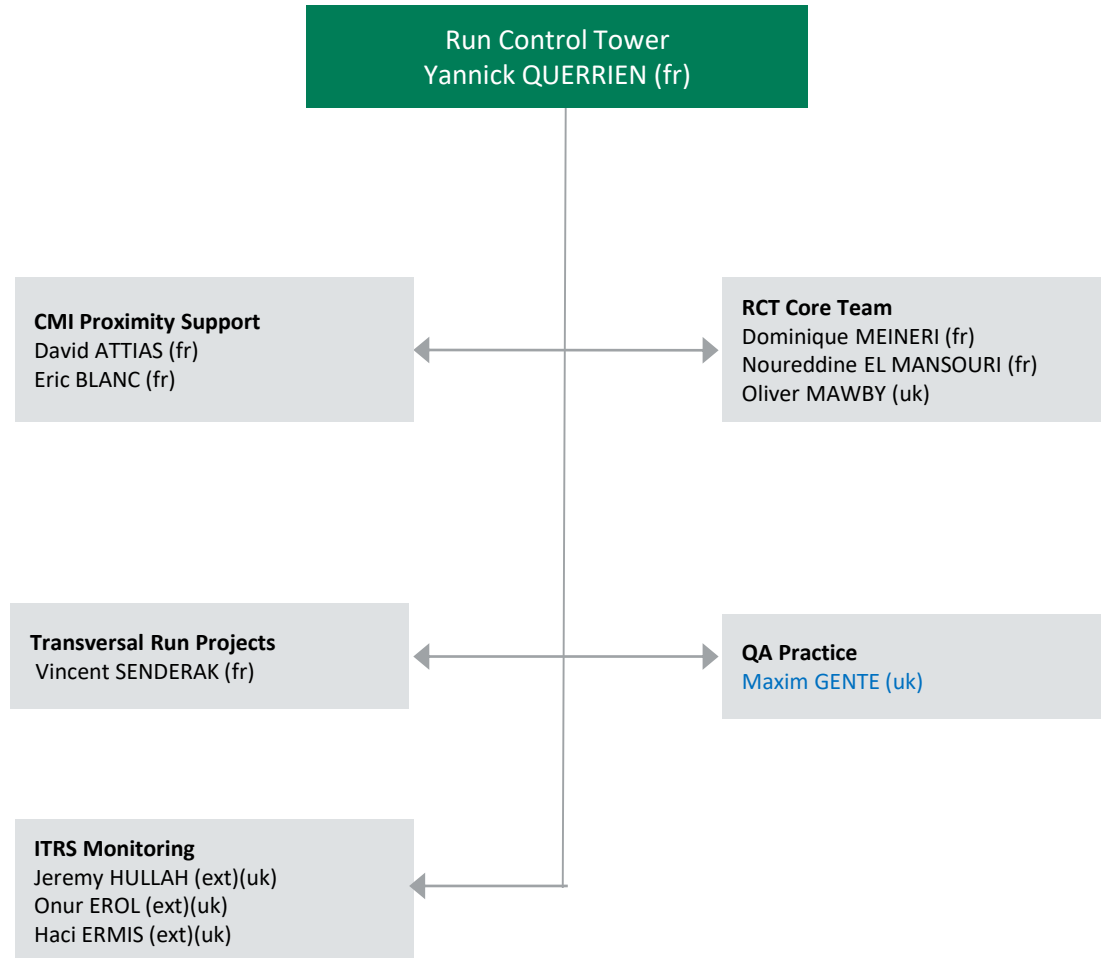 Run Control Tower
Yannick QUERRIEN (fr)
CMI Proximity Support
David ATTIAS (fr)
Eric BLANC (fr)
RCT Core Team
Dominique MEINERI (fr)
Noureddine EL MANSOURI (fr)
Oliver MAWBY (uk)
Transversal Run Projects
Vincent SENDERAK (fr)
QA Practice
Maxim GENTE (uk)
ITRS Monitoring
Jeremy HULLAH (ext)(uk)
Onur EROL (ext)(uk)
Haci ERMIS (ext)(uk)